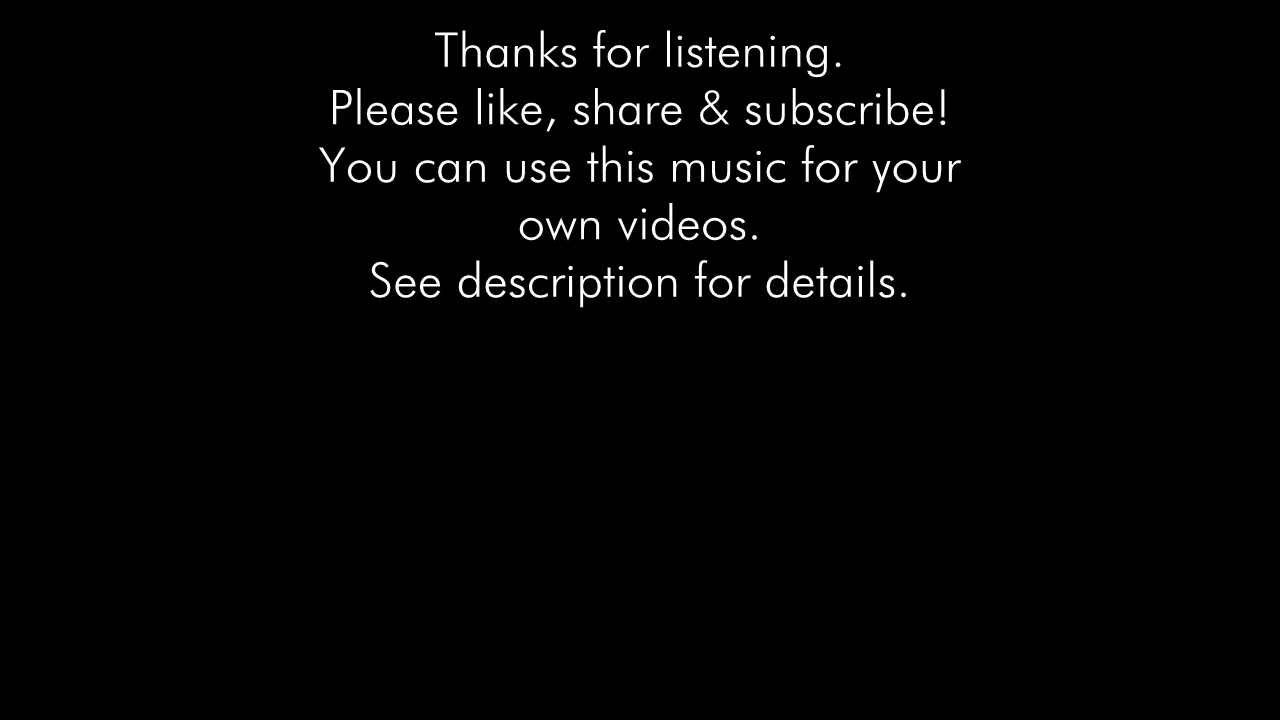 Thanks for listening.
Please like, share & subscribe!
You can use this music for your
own videos.
See description for details.